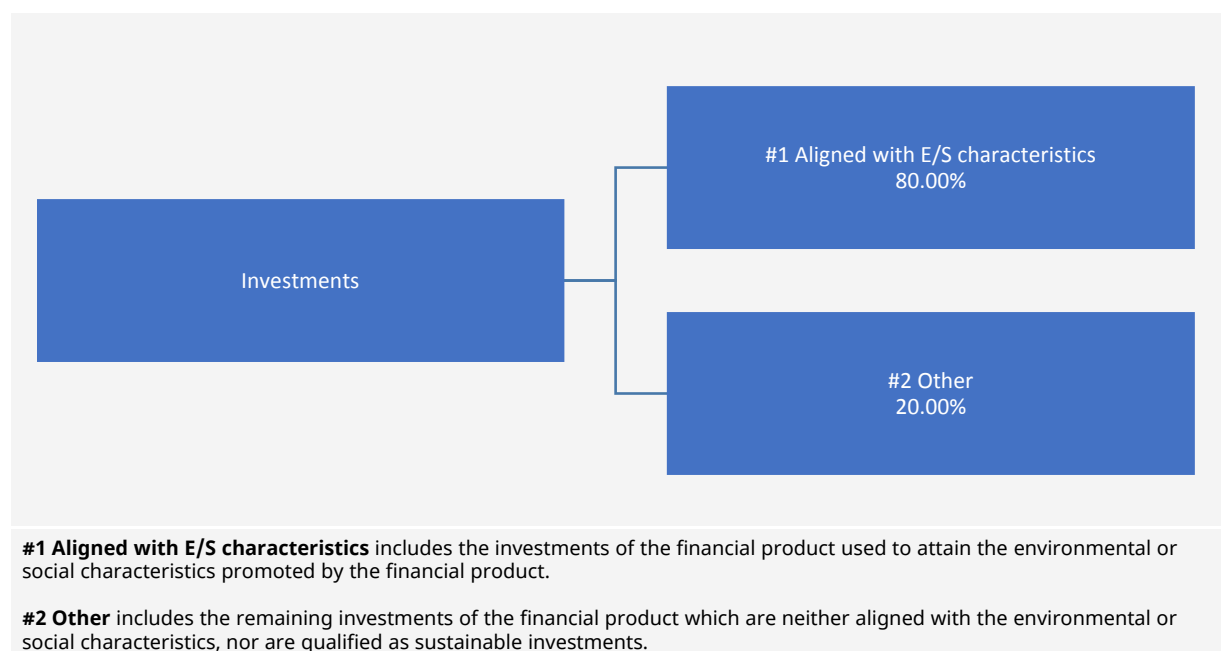 Investments
#1 Aligned with E/S characteristics
80.00%
#2 Other
20.00%
#1 Aligned with E/S characteristics includes the investments of the financial product used to attain the environmental or
social characteristics promoted by the financial product.
#2 Other includes the remaining investments of the financial product which are neither aligned with the environmental or
social characteristics, nor are qualified as sustainable investments.